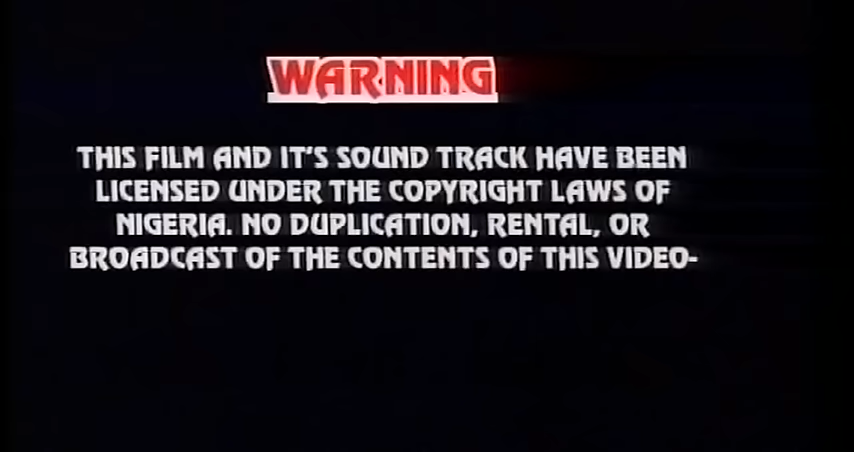 WARNING
THIS FILM AND IT'S SOUND TRACK HAVE BEEN
LICENSED UNDER THE COPYRIGHT LAWS OF
NIGERIA. NO DUPLICATION, RENTAL, OR
BROADCAST OF THE CONTENTS OF THIS VIDEO-